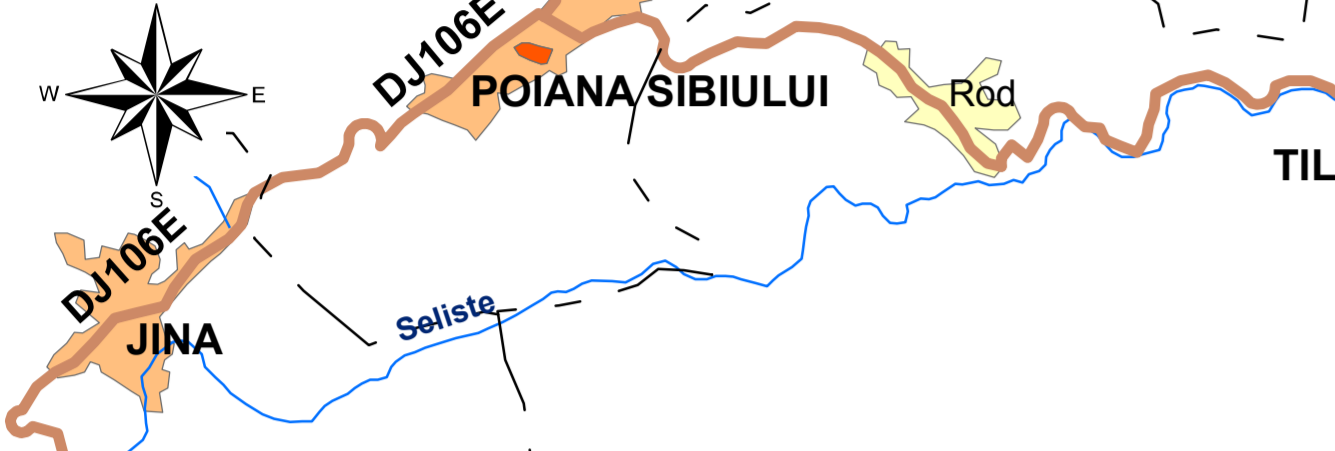 DJ106E
W
E
S
POIANA SIBIULUI
Rod
TIL
DJ106E
Seliste
JINA